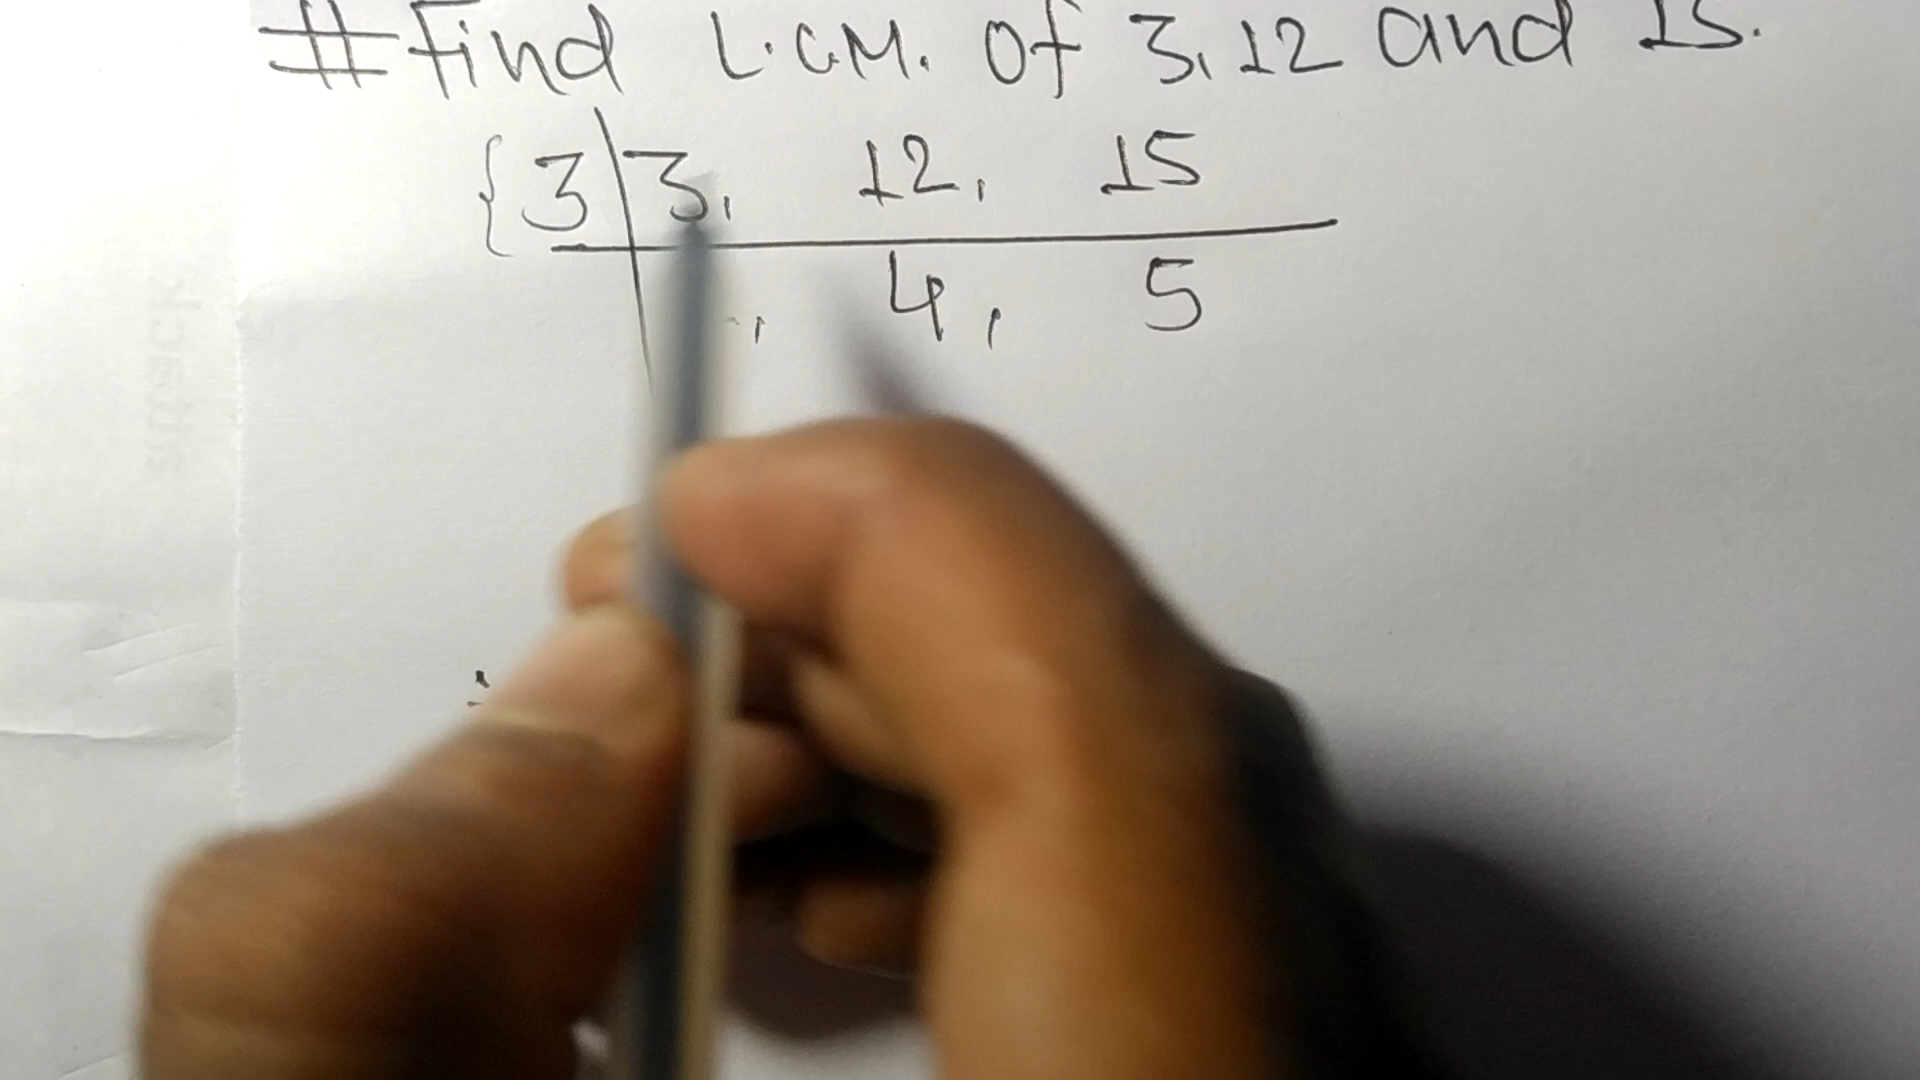 #Find L.C.M. of 3, 12 and 15.
{3|3, 12, 15
, 4, 5